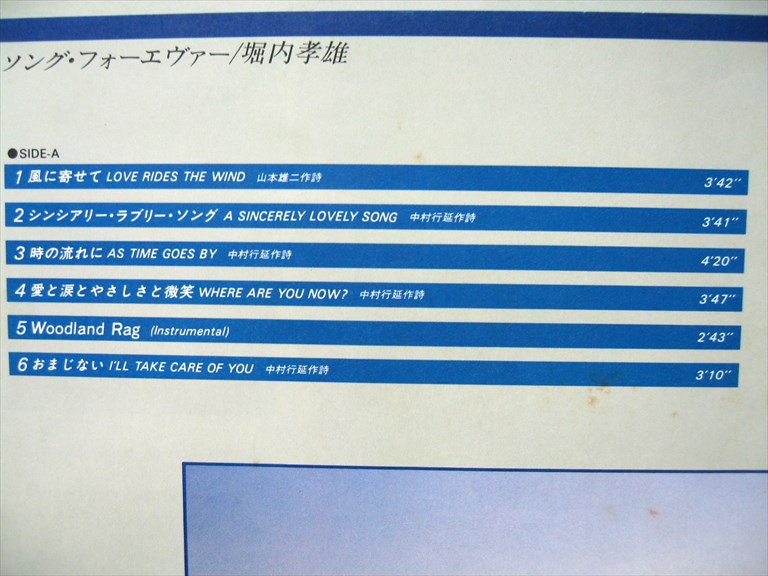 ソング・フォーエヴァー/堀内孝雄
●SIDE-A
1 風に寄せて LOVE RIDES THE WIND 山本雄二作詩 3'42"
2 シンシアリー・ラブリー・ソング A SINCERELY LOVELY SONG 中村行延作詩 3'41"
3 時の流れに AS TIME GOES BY 中村行延作詩 4'20"
4 愛と涙とやさしさと微笑 WHERE ARE YOU NOW? 中村行延作詩 3'47"
5 Woodland Rag (Instrumental) 2'43"
6 おまじない I'LL TAKE CARE OF YOU 中村行延作詩 3'10"